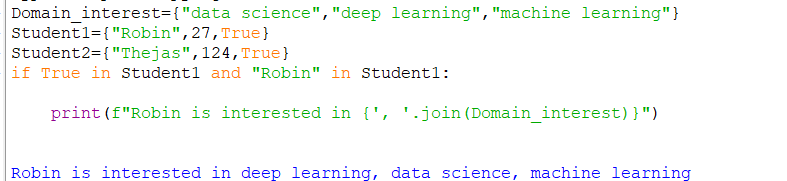 Domain_interest={"data science","deep learning","machine learning"}
Student1={"Robin",27,True}
Student2={"Thejas",124,True}
if True in Student1 and "Robin" in Student1:
    print(f"Robin is interested in {', '.join(Domain_interest)}")
Robin is interested in deep learning, data science, machine learning